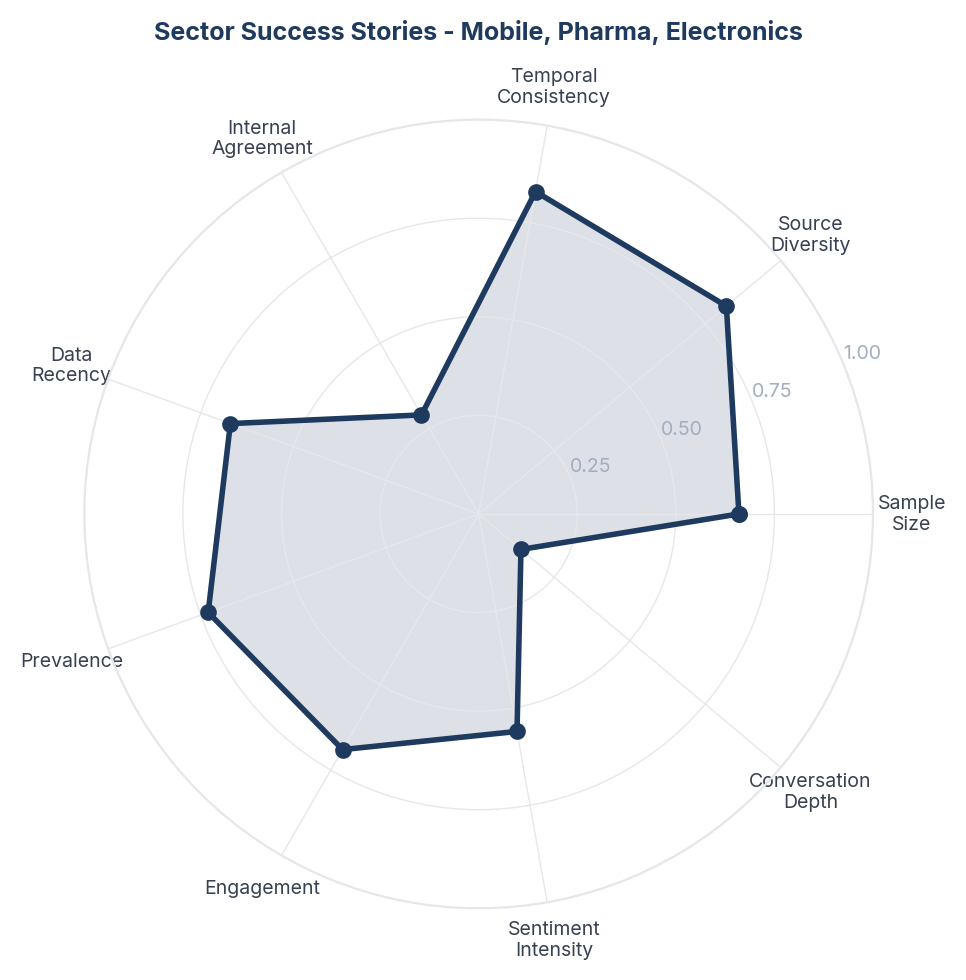 Sector Success Stories - Mobile, Pharma, Electronics
Temporal
Consistency
Internal
Agreement
Source
Diversity
Data
Recency
1.00
0.75
0.50
0.25
Sample
Size
Prevalence
Conversation
Depth
Engagement
Sentiment
Intensity